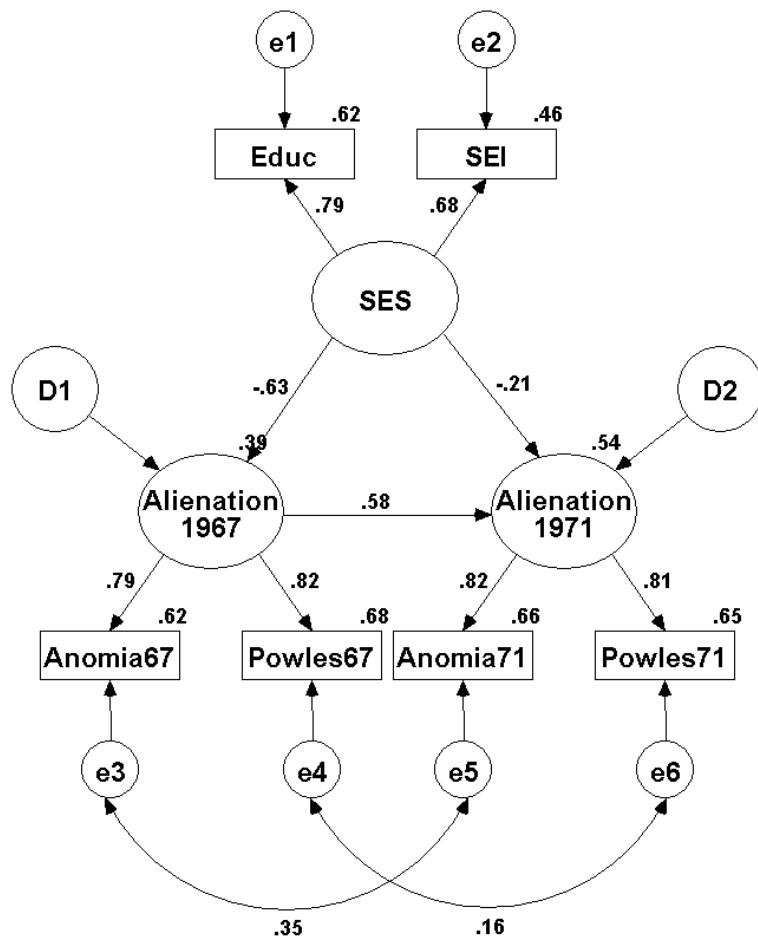 e1
e2
.62
.46
Educ
SEI
.79
.68
SES
-.63
-.21
D1
D2
.39
.54
Alienation
1967
.58
Alienation
1971
.79
.82
.82
.81
.62
.68
.66
.65
Anomia67
Powles67
Anomia71
Powles71
e3
e4
e5
e6
.35
.16